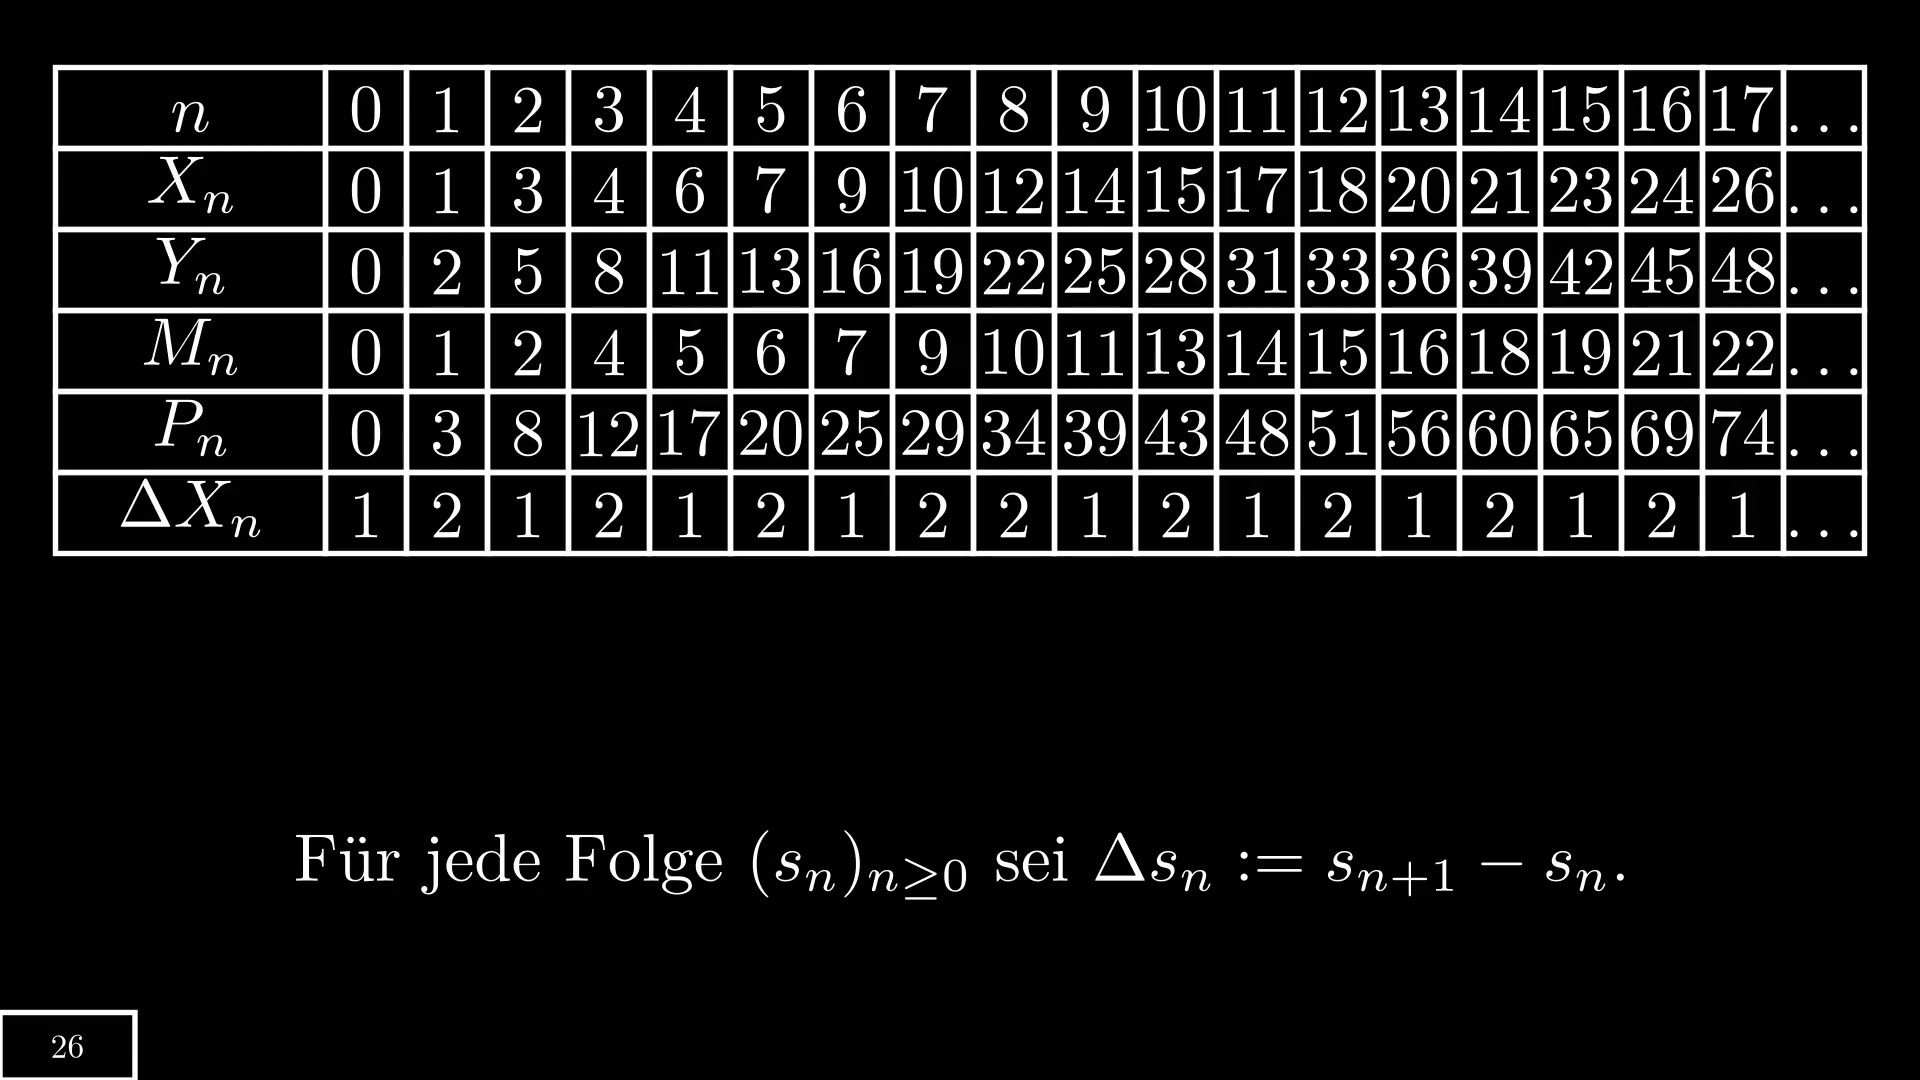 n 0 1 2 3 4 5 6 7 8 9 10 11 12 13 14 15 16 17 ...
Xₙ 0 1 3 4 6 7 9 10 12 14 15 17 18 20 21 23 24 26 ...
Yₙ 0 2 5 8 11 13 16 19 22 25 28 31 33 36 39 42 45 48 ...
Mₙ 0 1 2 4 5 6 7 9 10 11 13 14 15 16 18 19 21 22 ...
Pₙ 0 3 8 12 17 20 25 29 34 39 43 48 51 56 60 65 69 74 ...
ΔXₙ 1 2 1 2 1 2 1 2 2 1 2 1 2 1 2 1 2 1 ...
Für jede Folge (sₙ)ₙ≥₀ sei Δsₙ := sₙ₊₁ − sₙ.
26